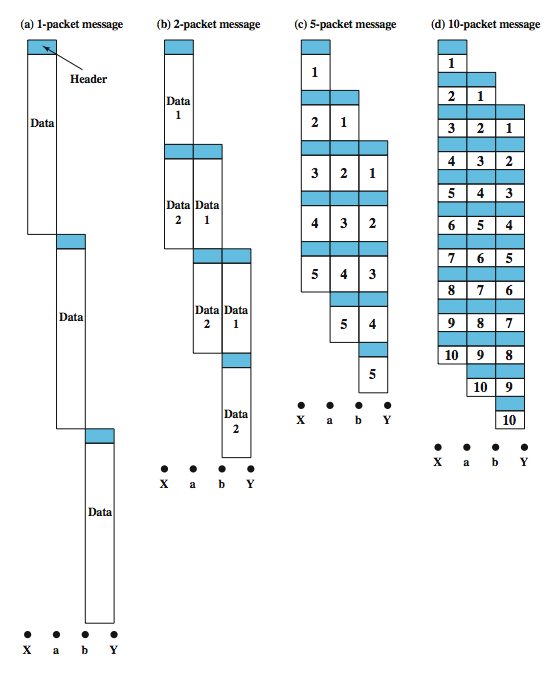 (a) 1-packet message
(b) 2-packet message
(c) 5-packet message
(d) 10-packet message
Header
Data
Data
Data
X a b Y
Data
1
Data Data
2 1
Data Data
2 1
Data
2
X a b Y
1
2 1
3 2 1
4 3 2
5 4 3
5 4
5
X a b Y
1
2 1
3 2 1
4 3 2
5 4 3
6 5 4
7 6 5
8 7 6
9 8 7
10 9 8
10 9
10
X a b Y